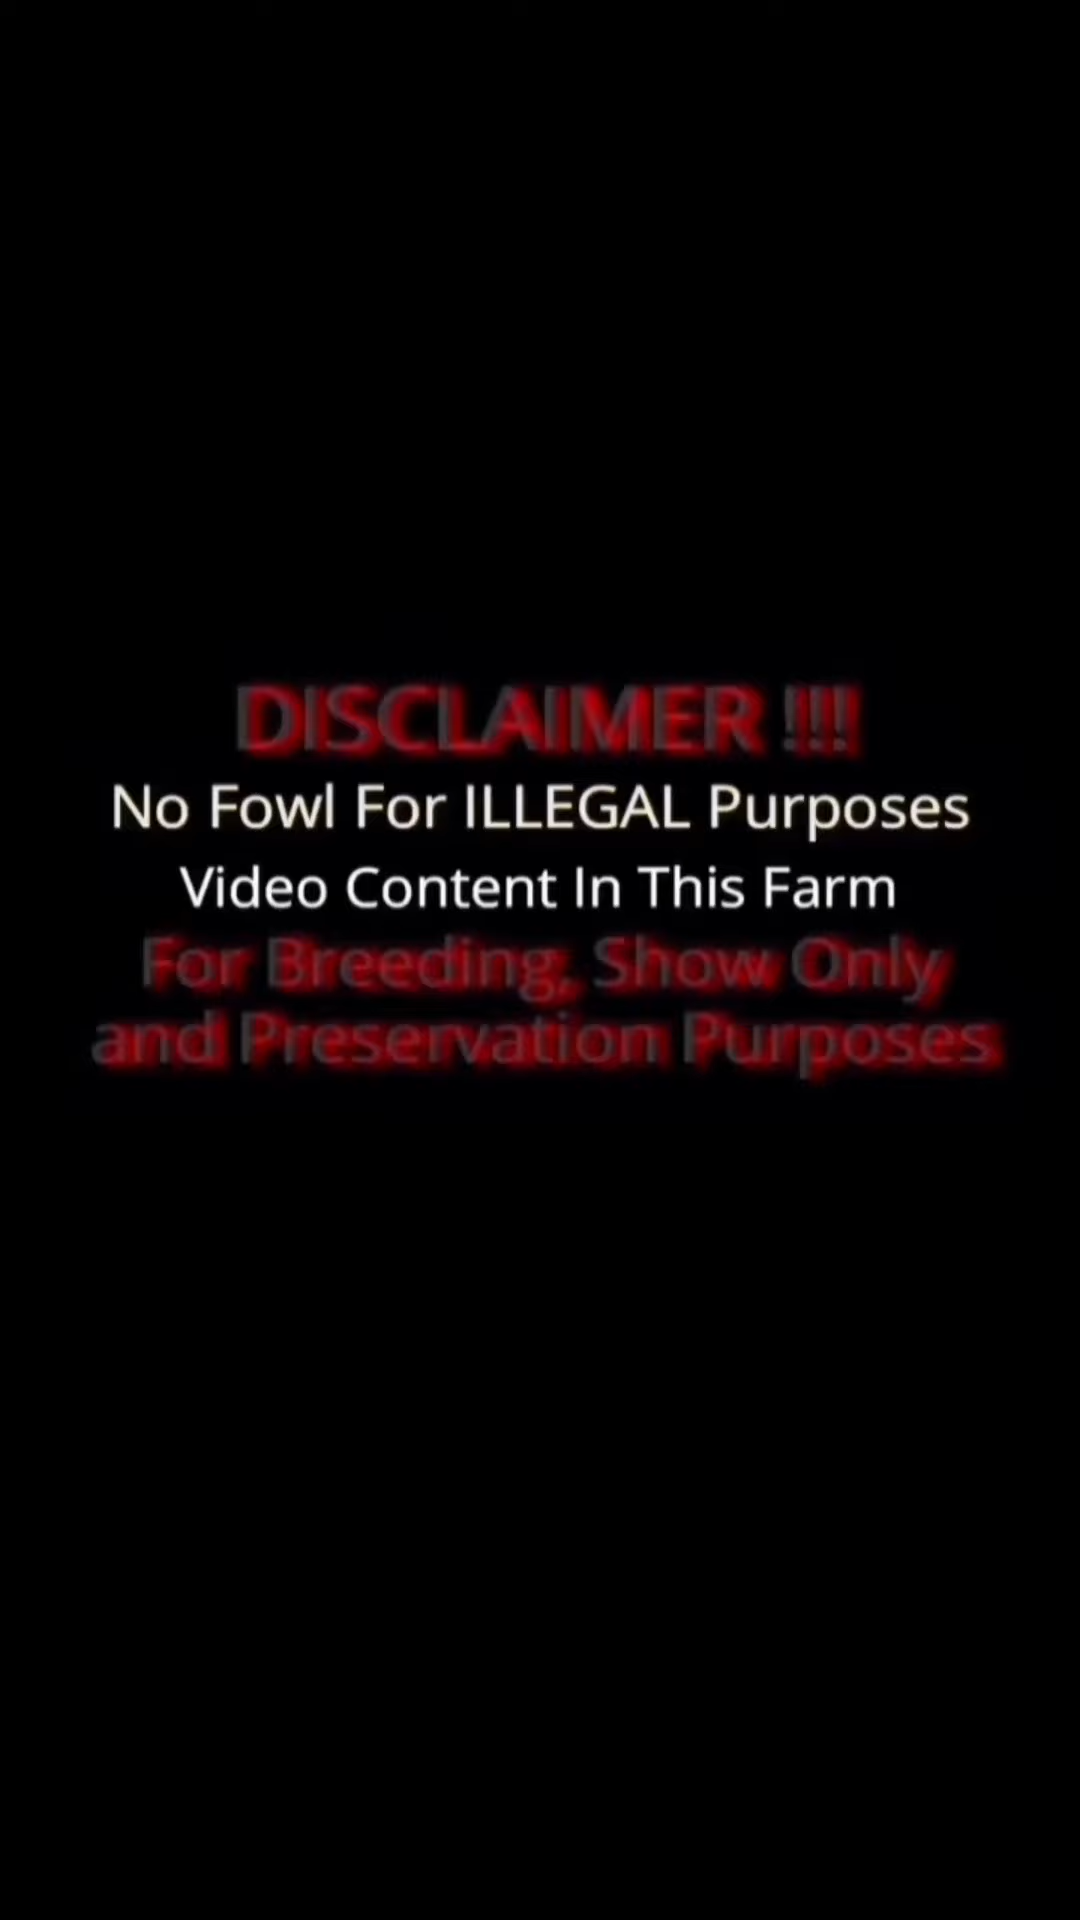 DISCLAIMER !!!
No Fowl For ILLEGAL Purposes
Video Content In This Farm
For Breeding, Show Only
and Preservation Purposes